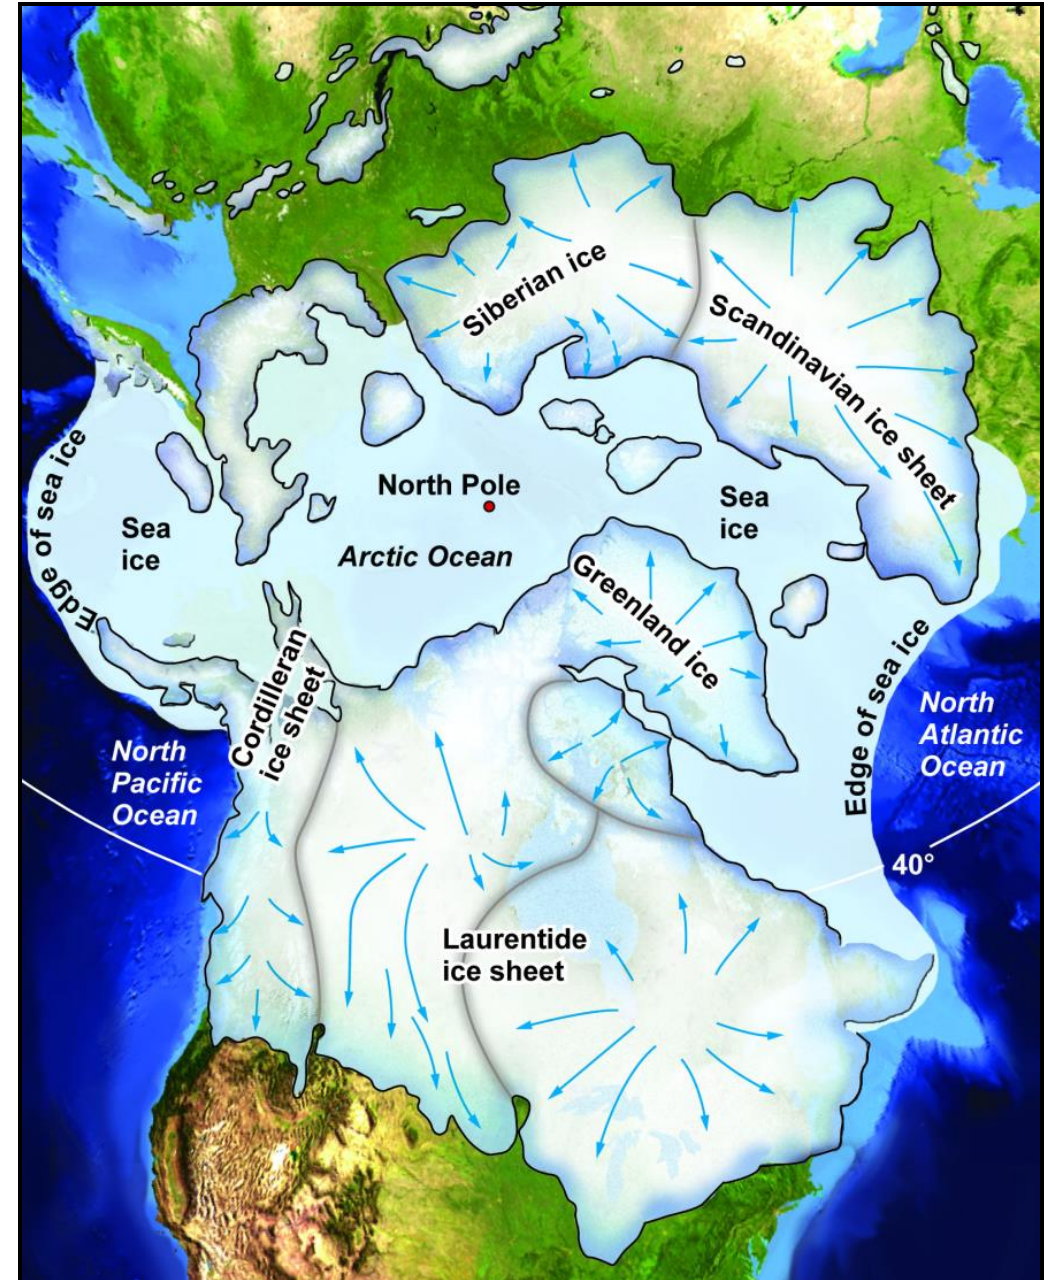 Siberian ice
Scandinavian ice sheet
Edge of sea ice
North Pole
Sea
ice
Sea
ice
Arctic Ocean
Greenland ice
Cordilleran
ice sheet
Edge of sea ice
North
Pacific
Ocean
North
Atlantic
Ocean
40°
Laurentide
ice sheet